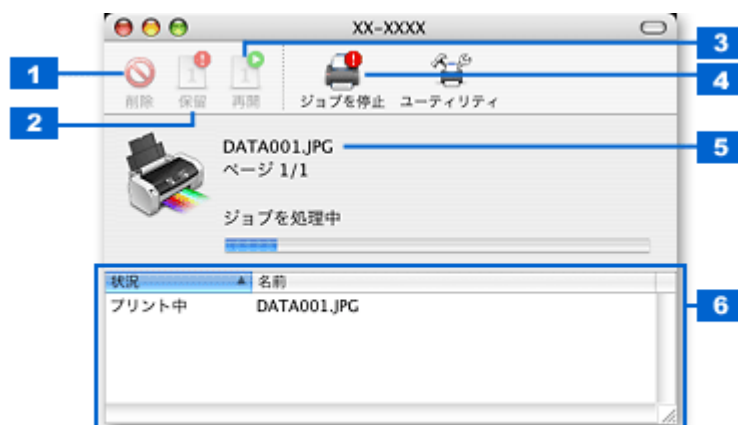 XX-XXXX
3
1
4
削除 保留 再開 ジョブを停止 ユーティリティ
2
DATA001.JPG
5
ページ 1/1
ジョブを処理中
状況 名前
プリント中 DATA001.JPG
6